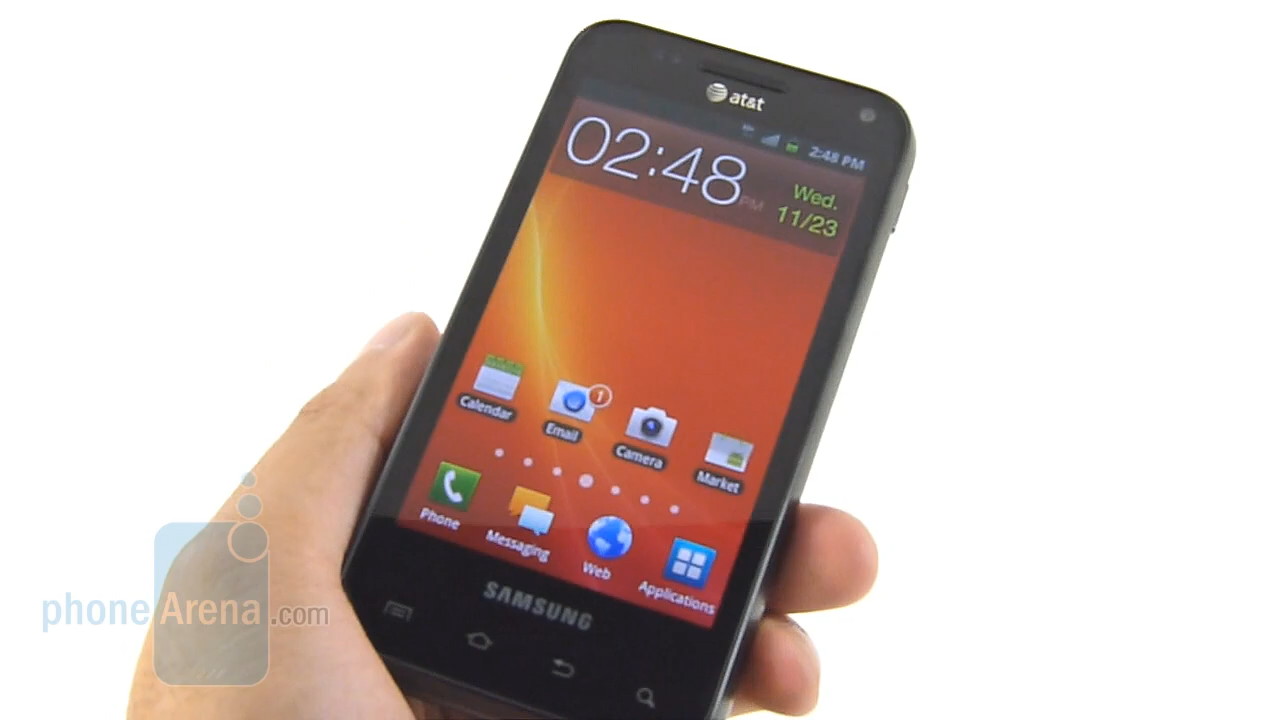 at&t
2:48 PM
02:48 PM
Wed.
11/23
1
Calendar
Email
Camera
Market
Phone
Messaging
Web
Applications
SAMSUNG
phoneArena.com